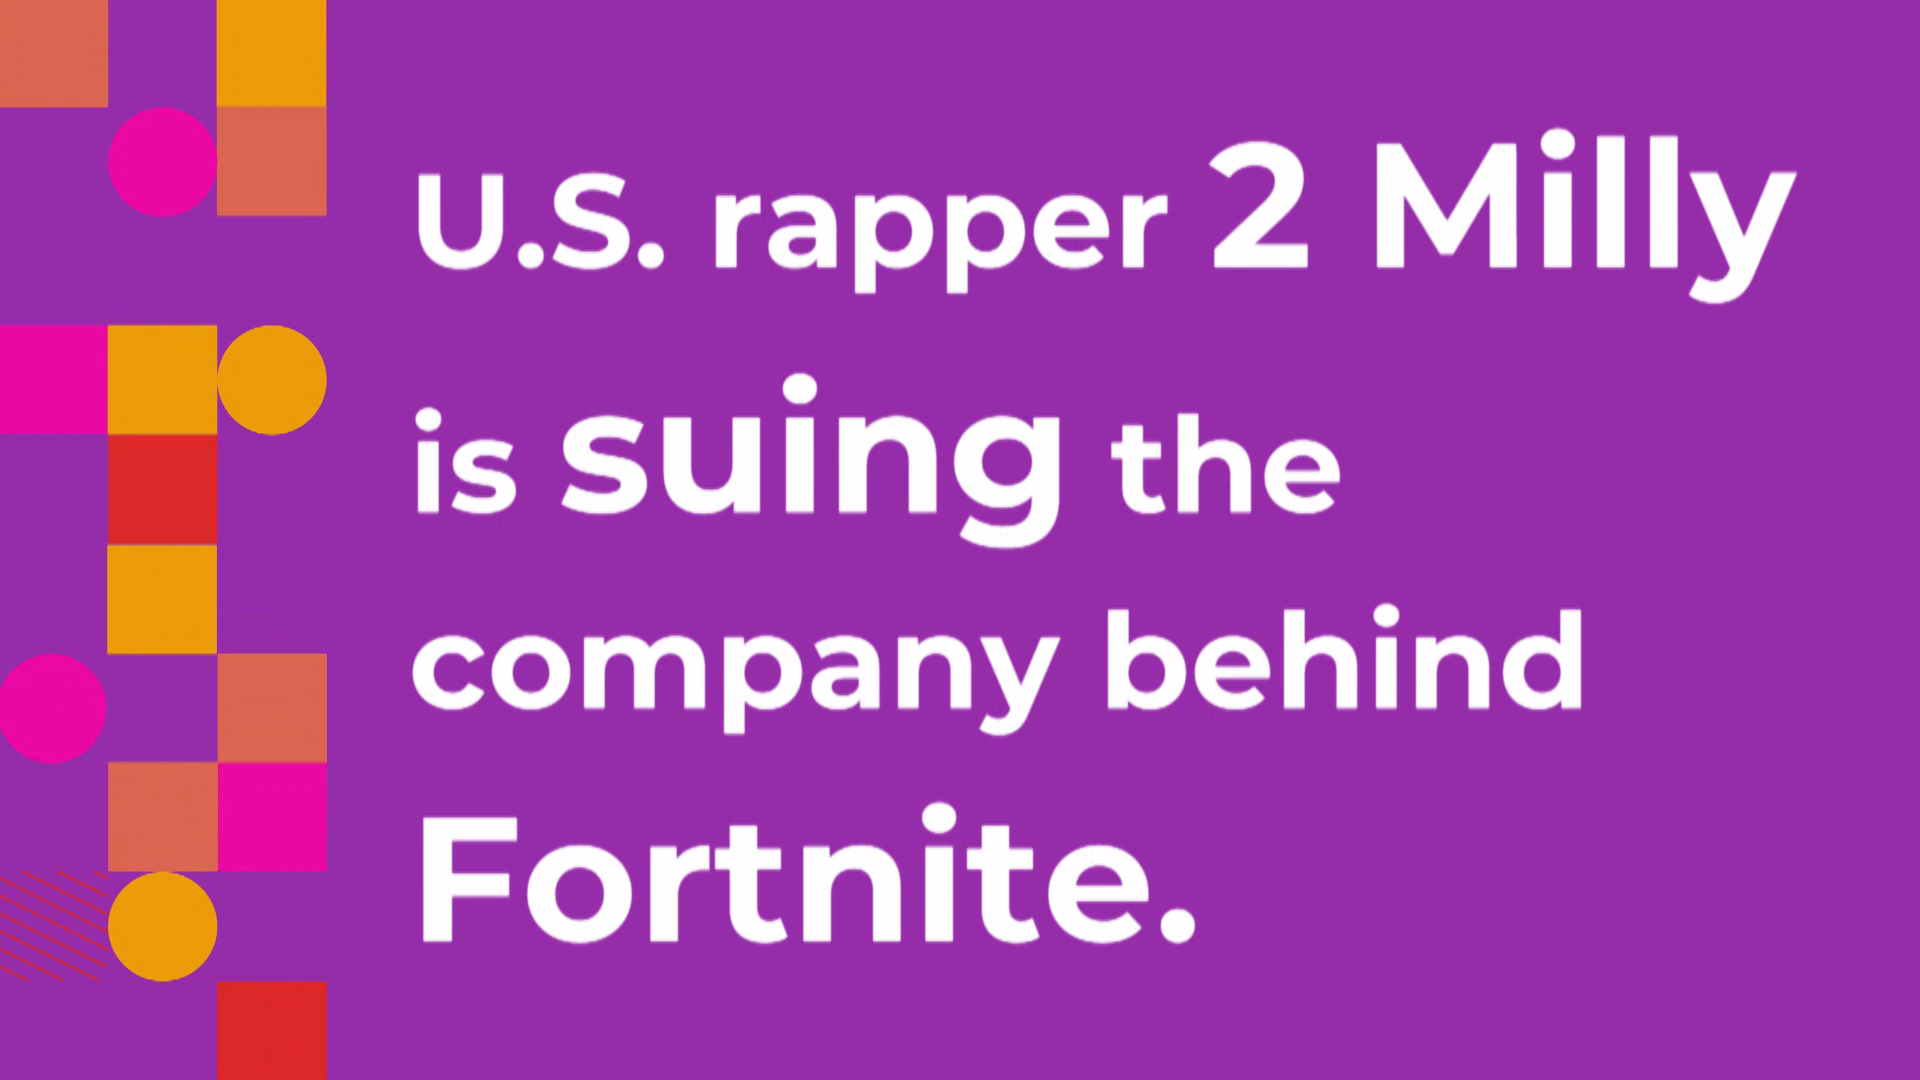 U.S. rapper 2 Milly
is suing the
company behind
Fortnite.